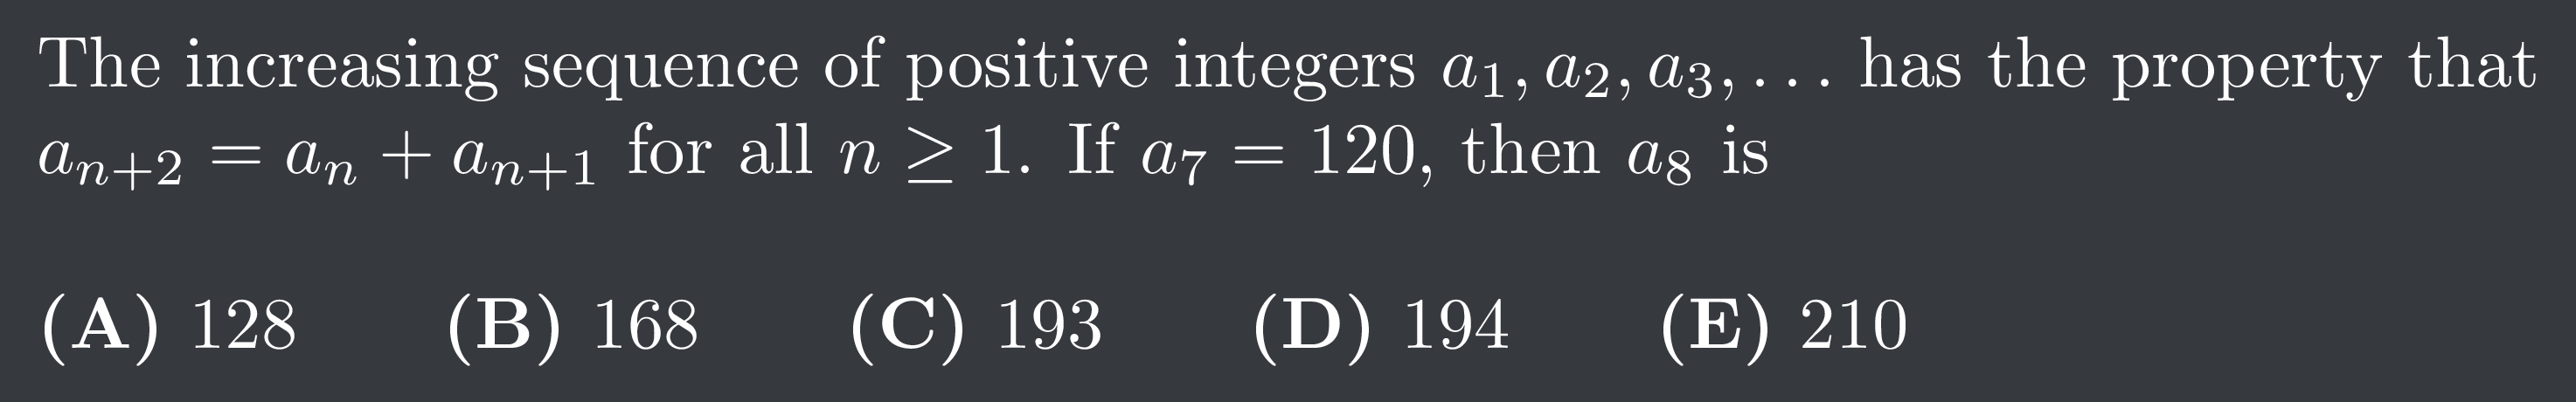 The increasing sequence of positive integers $a_1, a_2, a_3, \ldots$ has the property that
$a_{n+2} = a_n + a_{n+1}$ for all $n \geq 1$. If $a_7 = 120$, then $a_8$ is
(A) 128 (B) 168 (C) 193 (D) 194 (E) 210